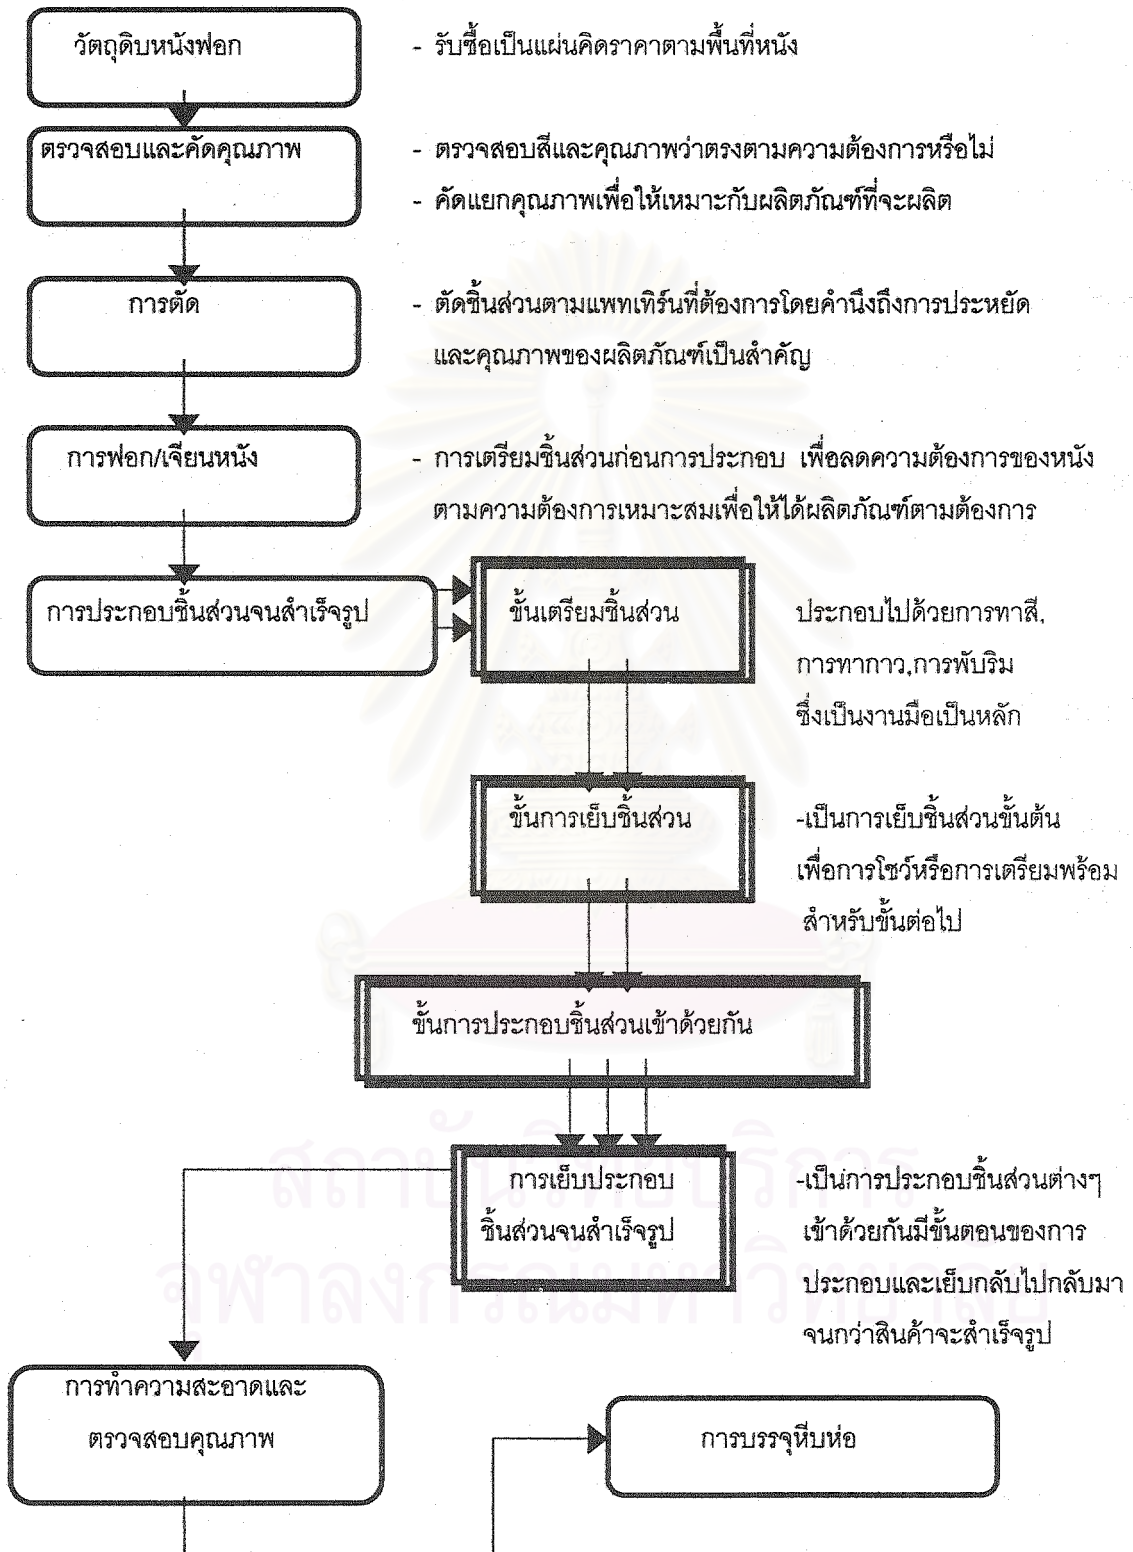 วัตถุดิบหนังฟอก
- รับซื้อเป็นแผ่นคิดราคาตามพื้นที่หนัง
ตรวจสอบและคัดคุณภาพ
- ตรวจสอบสีและคุณภาพว่าตรงตามความต้องการหรือไม่
- คัดแยกคุณภาพเพื่อให้เหมาะกับผลิตภัณฑ์ที่จะผลิต
การตัด
- ตัดชิ้นส่วนตามแพทเทิร์นที่ต้องการโดยคำนึงถึงการประหยัด
และคุณภาพของผลิตภัณฑ์เป็นสำคัญ
การฟอก/เจียนหนัง
- การเตรียมชิ้นส่วนก่อนการประกอบ เพื่อลดความต้องการของหนัง
ตามความต้องการเหมาะสมเพื่อให้ได้ผลิตภัณฑ์ตามต้องการ
การประกอบชิ้นส่วนจนสำเร็จรูป
ขั้นเตรียมชิ้นส่วน
ประกอบไปด้วยการทาสี,
การทากาว,การพับริม
ซึ่งเป็นงานมือเป็นหลัก
ขั้นการเย็บชิ้นส่วน
-เป็นการเย็บชิ้นส่วนขั้นต้น
เพื่อการโชว์หรือการเตรียมพร้อม
สำหรับขั้นต่อไป
ขั้นการประกอบชิ้นส่วนเข้าด้วยกัน
การเย็บประกอบ
ชิ้นส่วนจนสำเร็จรูป
-เป็นการประกอบชิ้นส่วนต่างๆ
เข้าด้วยกันมีขั้นตอนของการ
ประกอบและเย็บกลับไปกลับมา
จนกว่าสินค้าจะสำเร็จรูป
สถาบันวิทยบริการ
จุฬาลงกรณ์มหาวิทยาลัย
การทำความสะอาดและ
ตรวจสอบคุณภาพ
การบรรจุหีบห่อ